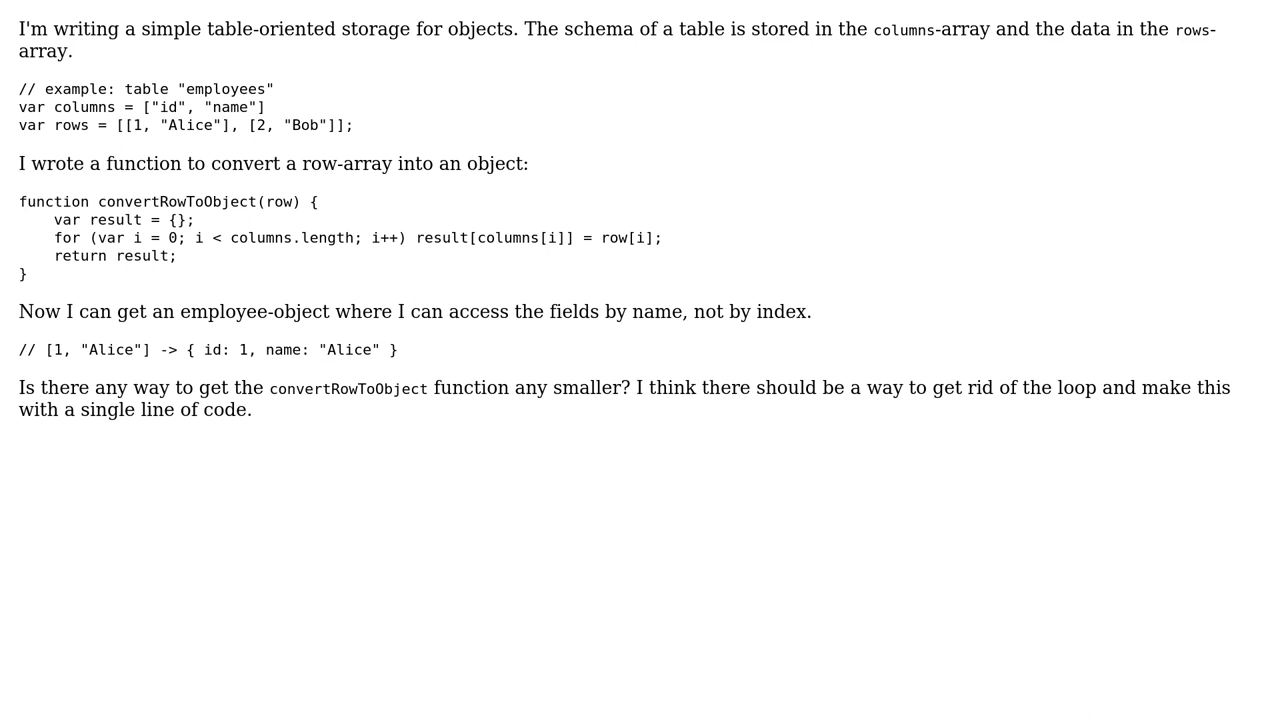 I'm writing a simple table-oriented storage for objects. The schema of a table is stored in the columns-array and the data in the rows-
array.
// example: table "employees"
var columns = ["id", "name"]
var rows = [[1, "Alice"], [2, "Bob"]];
I wrote a function to convert a row-array into an object:
function convertRowToObject(row) {
    var result = {};
    for (var i = 0; i < columns.length; i++) result[columns[i]] = row[i];
    return result;
}
Now I can get an employee-object where I can access the fields by name, not by index.
// [1, "Alice"] -> { id: 1, name: "Alice" }
Is there any way to get the convertRowToObject function any smaller? I think there should be a way to get rid of the loop and make this
with a single line of code.